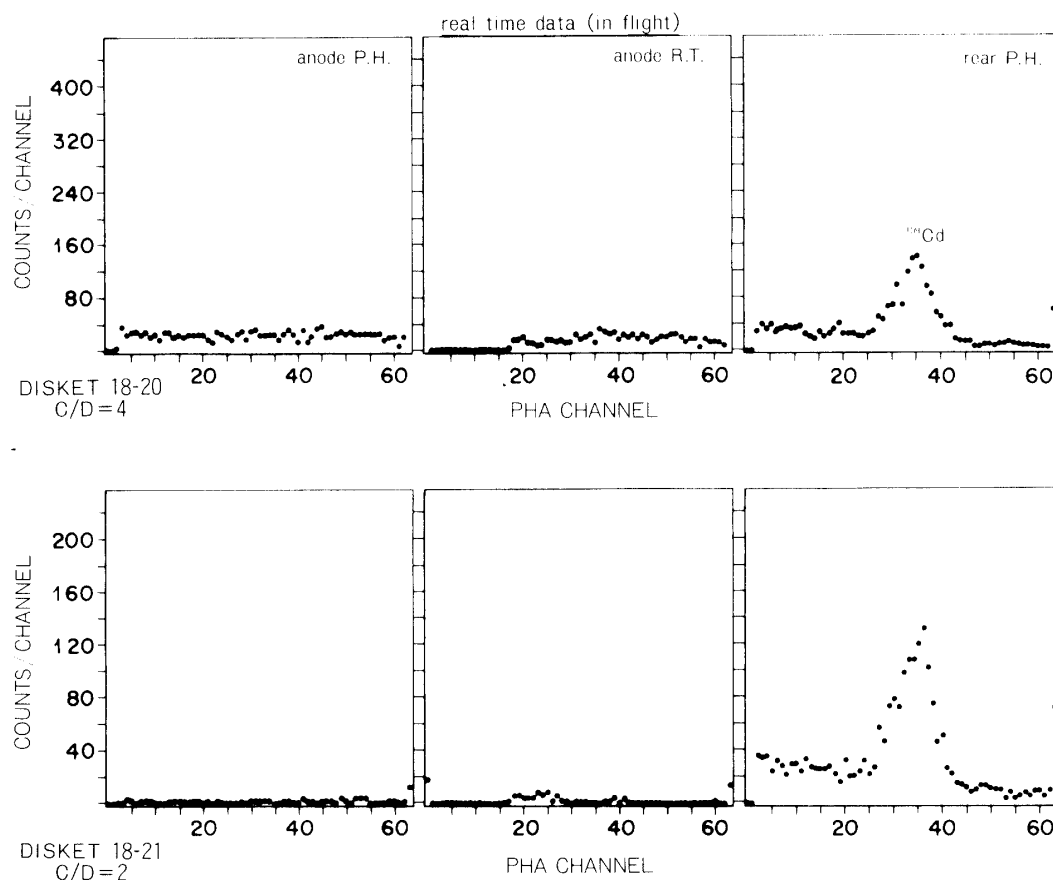 real time data (in flight)
anode P.H.
anode R.T.
rear P.H.
COUNTS/CHANNEL
400
320
240
160
80
Cd
20 40 60
20 40 60
20 40 60
DISKET 18-20
C/D=4
PHA CHANNEL
COUNTS/CHANNEL
200
160
120
80
40
20 40 60
20 40 60
20 40 60
DISKET 18-21
C/D=2
PHA CHANNEL